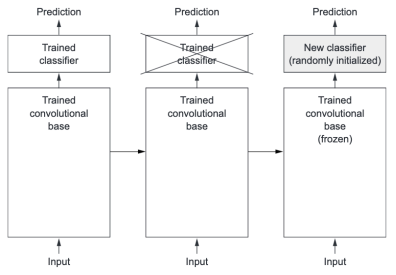 Prediction
Trained
classifier
Trained
convolutional
base
Input
Prediction
Trained
classifier
Trained
convolutional
base
Input
Prediction
New classifier
(randomly initialized)
Trained
convolutional
base
(frozen)
Input